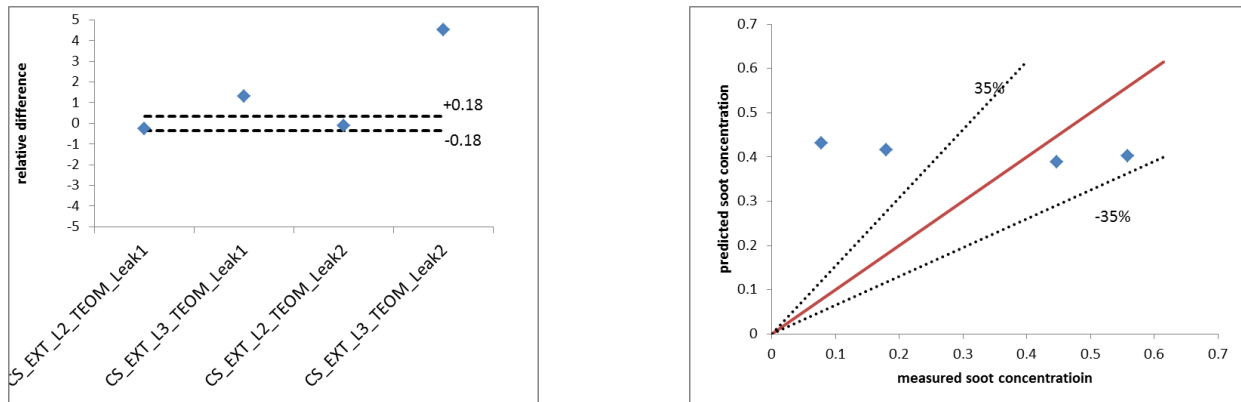 5
4
3
2
1
0
-1
-2
-3
-4
-5
relative difference
+0.18
-0.18
CS_EXT_L2_TEOM_Leak1
CS_EXT_L3_TEOM_Leak1
CS_EXT_L2_TEOM_Leak2
CS_EXT_L3_TEOM_Leak2
0.7
0.6
0.5
0.4
0.3
0.2
0.1
0
predicted soot concentration
35%
-35%
0 0.1 0.2 0.3 0.4 0.5 0.6 0.7
measured soot concentratioin